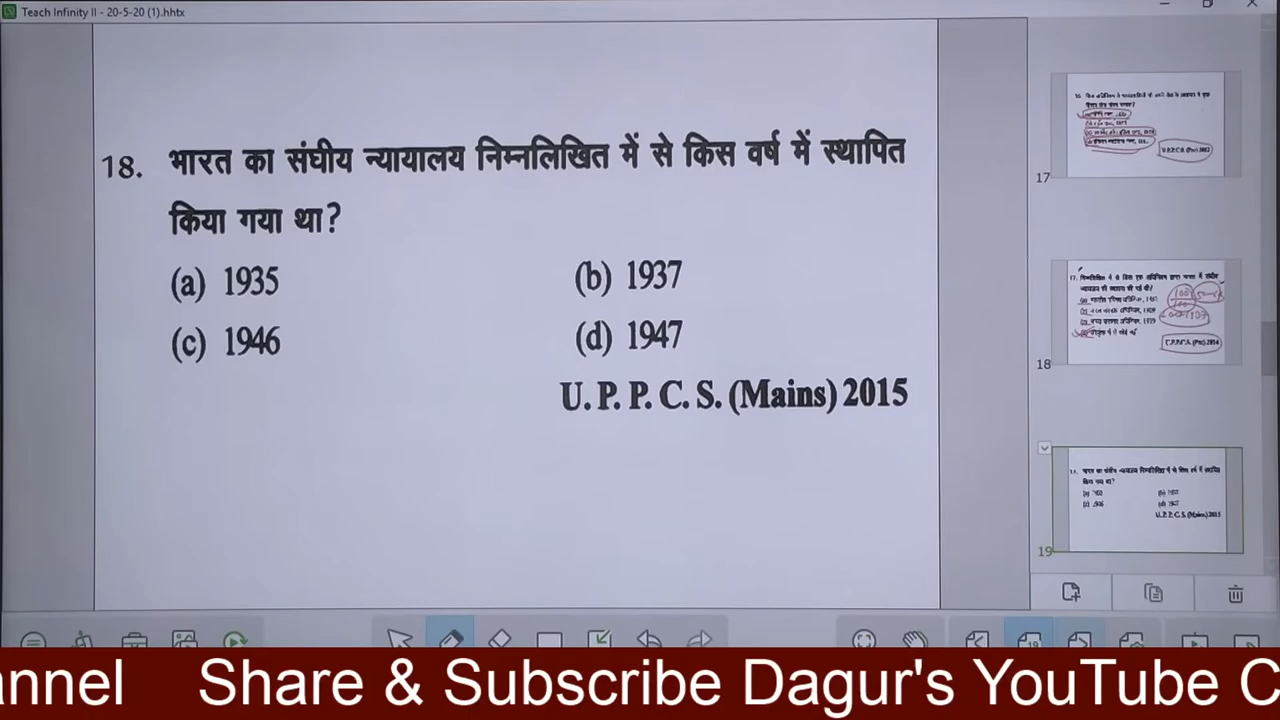 Teach Infinity II - 20-5-20 (1).hhtx
18. भारत का संघीय न्यायालय निम्नलिखित में से किस वर्ष में स्थापित
किया गया था?
(a) 1935 (b) 1937
(c) 1946 (d) 1947
U. P. P. C. S. (Mains) 2015
17
18
19
annel Share & Subscribe Dagur's YouTube C